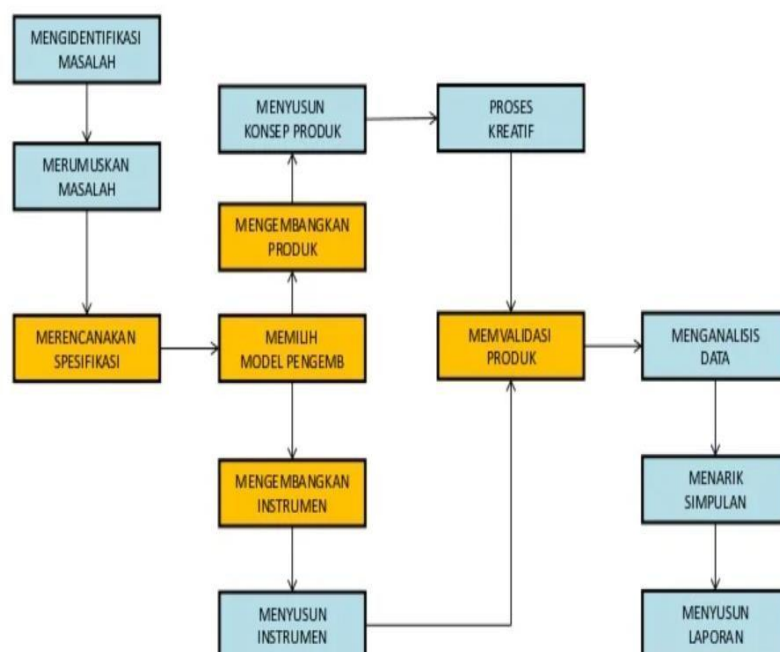 MENGIDENTIFIKASI
MASALAH
MERUMUSKAN
MASALAH
MERENCANAKAN
SPESIFIKASI
MENYUSUN
KONSEP PRODUK
MENGEMBANGKAN
PRODUK
MEMILIH
MODEL PENGEMB
MENGEMBANGKAN
INSTRUMEN
MENYUSUN
INSTRUMEN
PROSES
KREATIF
MEMVALIDASI
PRODUK
MENGANALISIS
DATA
MENARIK
SIMPULAN
MENYUSUN
LAPORAN